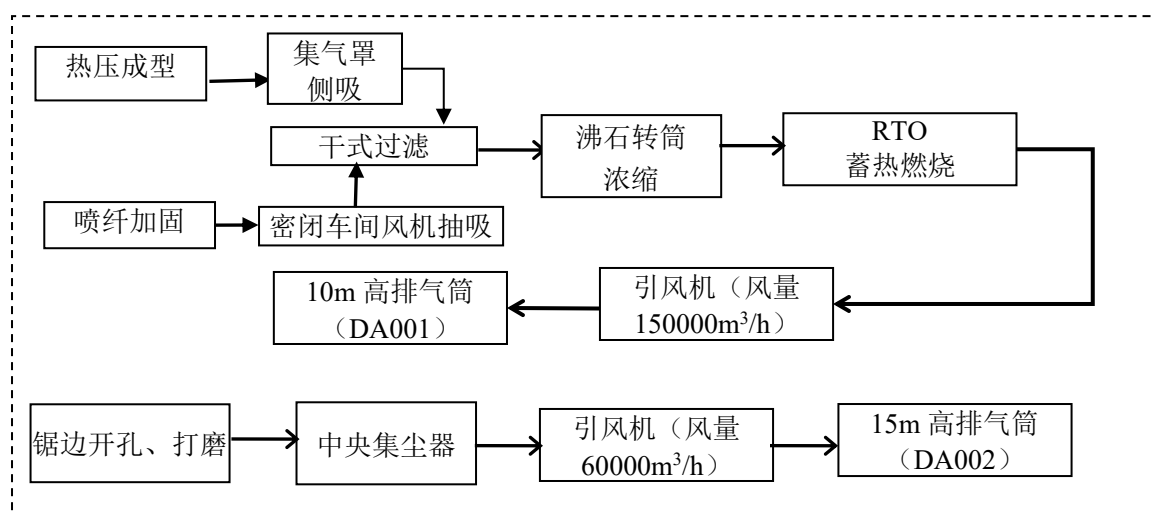 热压成型
集气罩
侧吸
干式过滤
沸石转筒
浓缩
RTO
蓄热燃烧
喷纤加固
密闭车间风机抽吸
10m 高排气筒
（DA001）
引风机（风量
150000m³/h）
锯边开孔、打磨
中央集尘器
引风机（风量
60000m³/h）
15m 高排气筒
（DA002）